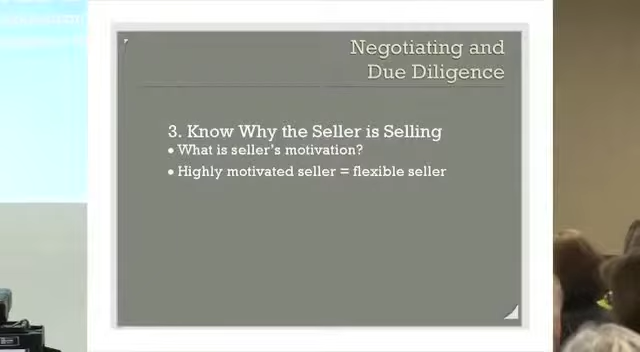 Negotiating and
Due Diligence
3. Know Why the Seller is Selling
• What is seller's motivation?
• Highly motivated seller = flexible seller